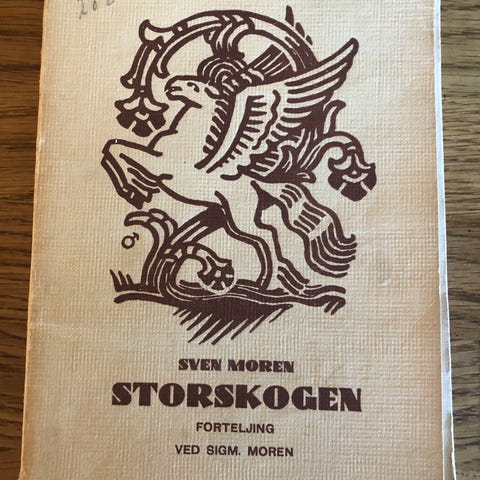 SVEN MOREN
STORSKOGEN
FORTELJING
VED SIGM. MOREN